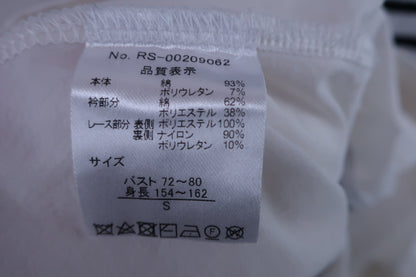 No. RS-00209062
品質表示
本体 綿 93%
ポリウレタン 7%
衿部分 綿 62%
ポリエステル 38%
レース部分 表側 ポリエステル 100%
裏側 ナイロン 90%
ポリウレタン 10%
サイズ
バスト 72～80
身長 154～162
S